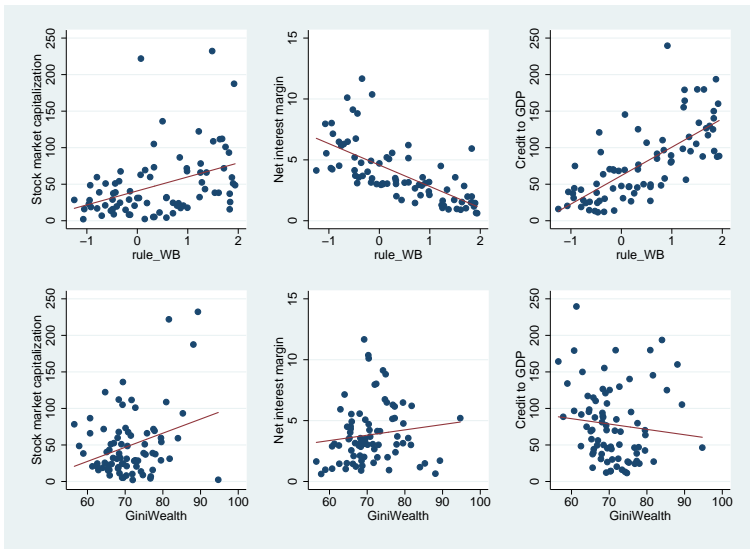 Stock market capitalization
0 50 100 150 200 250
−1 0 1 2
rule_WB
Net interest margin
0 5 10 15
−1 0 1 2
rule_WB
Credit to GDP
0 50 100 150 200 250
−1 0 1 2
rule_WB
Stock market capitalization
0 50 100 150 200 250
60 70 80 90 100
GiniWealth
Net interest margin
0 5 10 15
60 70 80 90 100
GiniWealth
Credit to GDP
0 50 100 150 200 250
60 70 80 90 100
GiniWealth